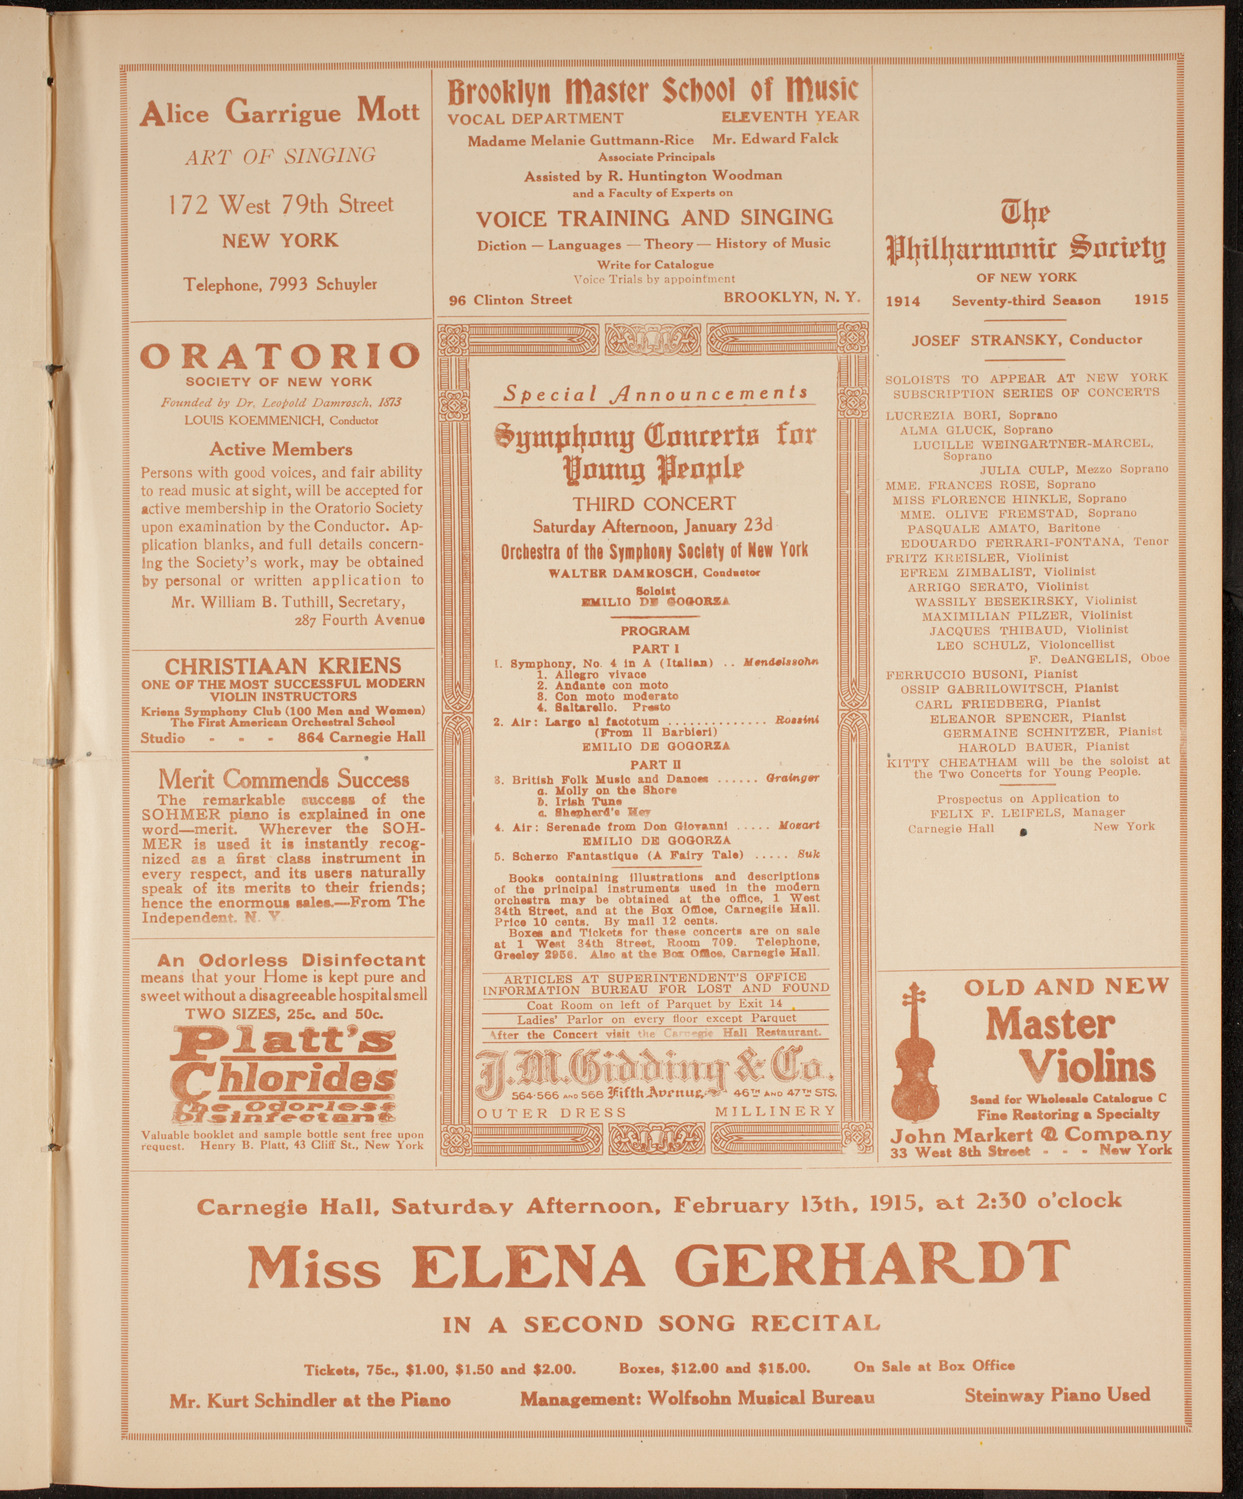 Alice Garrigue Mott
ART OF SINGING
172 West 79th Street
NEW YORK
Telephone, 7993 Schuyler
ORATORIO
SOCIETY OF NEW YORK
Founded by Dr. Leopold Damrosch, 1873
LOUIS KOEMMENICH, Conductor
Active Members
Persons with good voices, and fair ability
to read music at sight, will be accepted for
active membership in the Oratorio Society
upon examination by the Conductor. Ap-
plication blanks, and full details concern-
ing the Society's work, may be obtained
by personal or written application to
Mr. William B. Tuthill, Secretary,
287 Fourth Avenue
CHRISTIAAN KRIENS
ONE OF THE MOST SUCCESSFUL MODERN
VIOLIN INSTRUCTORS
Kriens Symphony Club (100 Men and Women)
The First American Orchestral School
Studio - - - 864 Carnegie Hall
Merit Commends Success
The remarkable success of the
SOHMER piano is explained in one
word—merit. Wherever the SOH-
MER is used it is instantly recog-
nized as a first class instrument in
every respect, and its users naturally
speak of its merits to their friends;
hence the enormous sales.—From The
Independent, N. Y.
An Odorless Disinfectant
means that your Home is kept pure and
sweet without a disagreeable hospital smell
TWO SIZES, 25c. and 50c.
Platt's
Chlorides
The Odorless
Disinfectant
Valuable booklet and sample bottle sent free upon
request. Henry B. Platt, 43 Cliff St., New York
Brooklyn Master School of Music
VOCAL DEPARTMENT ELEVENTH YEAR
Madame Melanie Guttmann-Rice Mr. Edward Falck
Associate Principals
Assisted by R. Huntington Woodman
and a Faculty of Experts on
VOICE TRAINING AND SINGING
Diction — Languages — Theory — History of Music
Write for Catalogue
Voice Trials by appointment
96 Clinton Street BROOKLYN, N. Y.
Special Announcements
Symphony Concerts for
Young People
THIRD CONCERT
Saturday Afternoon, January 23d
Orchestra of the Symphony Society of New York
WALTER DAMROSCH, Conductor
Soloist
EMILIO DE GOGORZA
PROGRAM
PART I
1. Symphony, No. 4 in A (Italian) .. Mendelssohn
1. Allegro vivace
2. Andante con moto
3. Con moto moderato
4. Saltarello. Presto
2. Air: Largo al factotum .............. Rossini
(From Il Barbieri)
EMILIO DE GOGORZA
PART II
3. British Folk Music and Dances ...... Grainger
a. Molly on the Shore
b. Irish Tune
c. Shepherd's Hey
4. Air: Serenade from Don Giovanni ..... Mozart
EMILIO DE GOGORZA
5. Scherzo Fantastique (A Fairy Tale) ..... Suk
Books containing illustrations and descriptions
of the principal instruments used in the modern
orchestra may be obtained at the office, 1 West
34th Street, and at the Box Office, Carnegie Hall.
Price 10 cents. By mail 12 cents.
Boxes and Tickets for these concerts are on sale
at 1 West 34th Street, Room 709. Telephone,
Greeley 2956. Also at the Box Office, Carnegie Hall.
ARTICLES AT SUPERINTENDENT'S OFFICE
INFORMATION BUREAU FOR LOST AND FOUND
Coat Room on left of Parquet by Exit 14
Ladies' Parlor on every floor except Parquet
After the Concert visit the Carnegie Hall Restaurant.
J.M. Gidding & Co.
564-566 AND 568 Fifth Avenue 46TH AND 47TH STS.
OUTER DRESS MILLINERY
The
Philharmonic Society
OF NEW YORK
1914 Seventy-third Season 1915
JOSEF STRANSKY, Conductor
SOLOISTS TO APPEAR AT NEW YORK
SUBSCRIPTION SERIES OF CONCERTS
LUCREZIA BORI, Soprano
ALMA GLUCK, Soprano
LUCILLE WEINGARTNER-MARCEL,
Soprano
JULIA CULP, Mezzo Soprano
MME. FRANCES ROSE, Soprano
MISS FLORENCE HINKLE, Soprano
MME. OLIVE FREMSTAD, Soprano
PASQUALE AMATO, Baritone
EDOUARDO FERRARI-FONTANA, Tenor
FRITZ KREISLER, Violinist
EFREM ZIMBALIST, Violinist
ARRIGO SERATO, Violinist
WASSILY BESEKIRSKY, Violinist
MAXIMILIAN PILZER, Violinist
JACQUES THIBAUD, Violinist
LEO SCHULZ, Violoncellist
F. DeANGELIS, Oboe
FERRUCCIO BUSONI, Pianist
OSSIP GABRILOWITSCH, Pianist
CARL FRIEDBERG, Pianist
ELEANOR SPENCER, Pianist
GERMAINE SCHNITZER, Pianist
HAROLD BAUER, Pianist
KITTY CHEATHAM will be the soloist at
the Two Concerts for Young People.
Prospectus on Application to
FELIX F. LEIFELS, Manager
Carnegie Hall New York
OLD AND NEW
Master
Violins
Send for Wholesale Catalogue C
Fine Restoring a Specialty
John Markert & Company
33 West 8th Street - - - New York
Carnegie Hall, Saturday Afternoon, February 13th, 1915, at 2:30 o'clock
Miss ELENA GERHARDT
IN A SECOND SONG RECITAL
Tickets, 75c., $1.00, $1.50 and $2.00. Boxes, $12.00 and $15.00. On Sale at Box Office
Mr. Kurt Schindler at the Piano Management: Wolfsohn Musical Bureau Steinway Piano Used